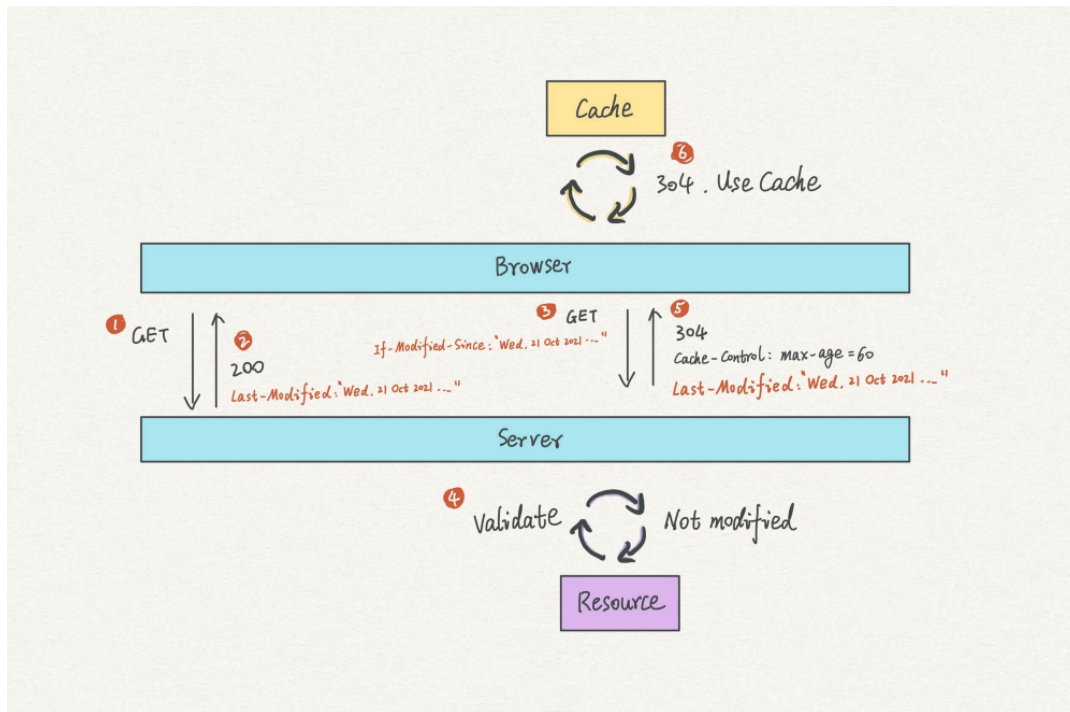 Cache
6
304. Use Cache
Browser
1 GET
2
200
Last-Modified:"Wed, 21 Oct 2021 ..."
3 GET
If-Modified-Since:"Wed, 21 Oct 2021 ..."
5
304
Cache-Control: max-age=60
Last-Modified:"Wed, 21 Oct 2021 ..."
Server
4
Validate
Not modified
Resource